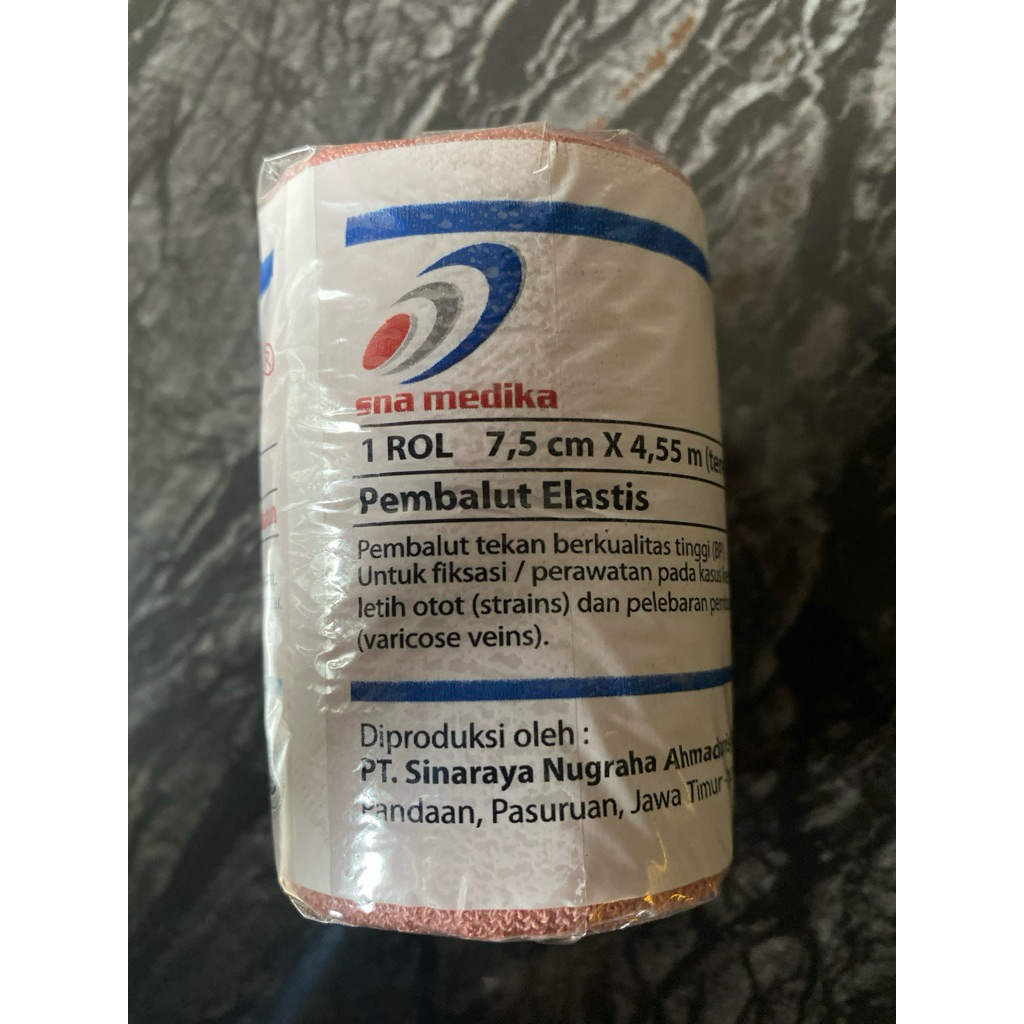 ®
sna medika
1 ROL 7,5 cm X 4,55 m
Pembalut Elastis
Pembalut tekan berkualitas tinggi (BP)
Untuk fiksasi / perawatan pada kasus
letih otot (strains) dan pelebaran
(varicose veins).
Diproduksi oleh :
PT. Sinaraya Nugraha
Pandaan, Pasuruan, Jawa Timur